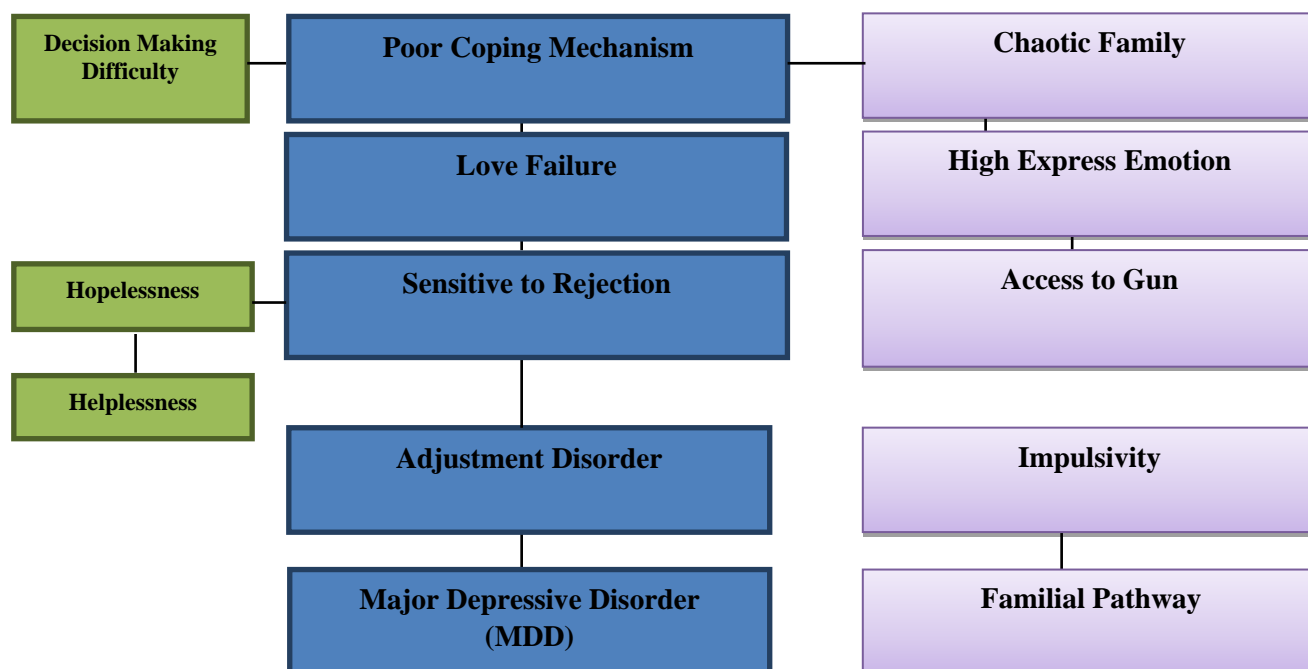 Decision Making
Difficulty
Poor Coping Mechanism
Chaotic Family
Love Failure
High Express Emotion
Hopelessness
Sensitive to Rejection
Access to Gun
Helplessness
Adjustment Disorder
Impulsivity
Major Depressive Disorder
(MDD)
Familial Pathway